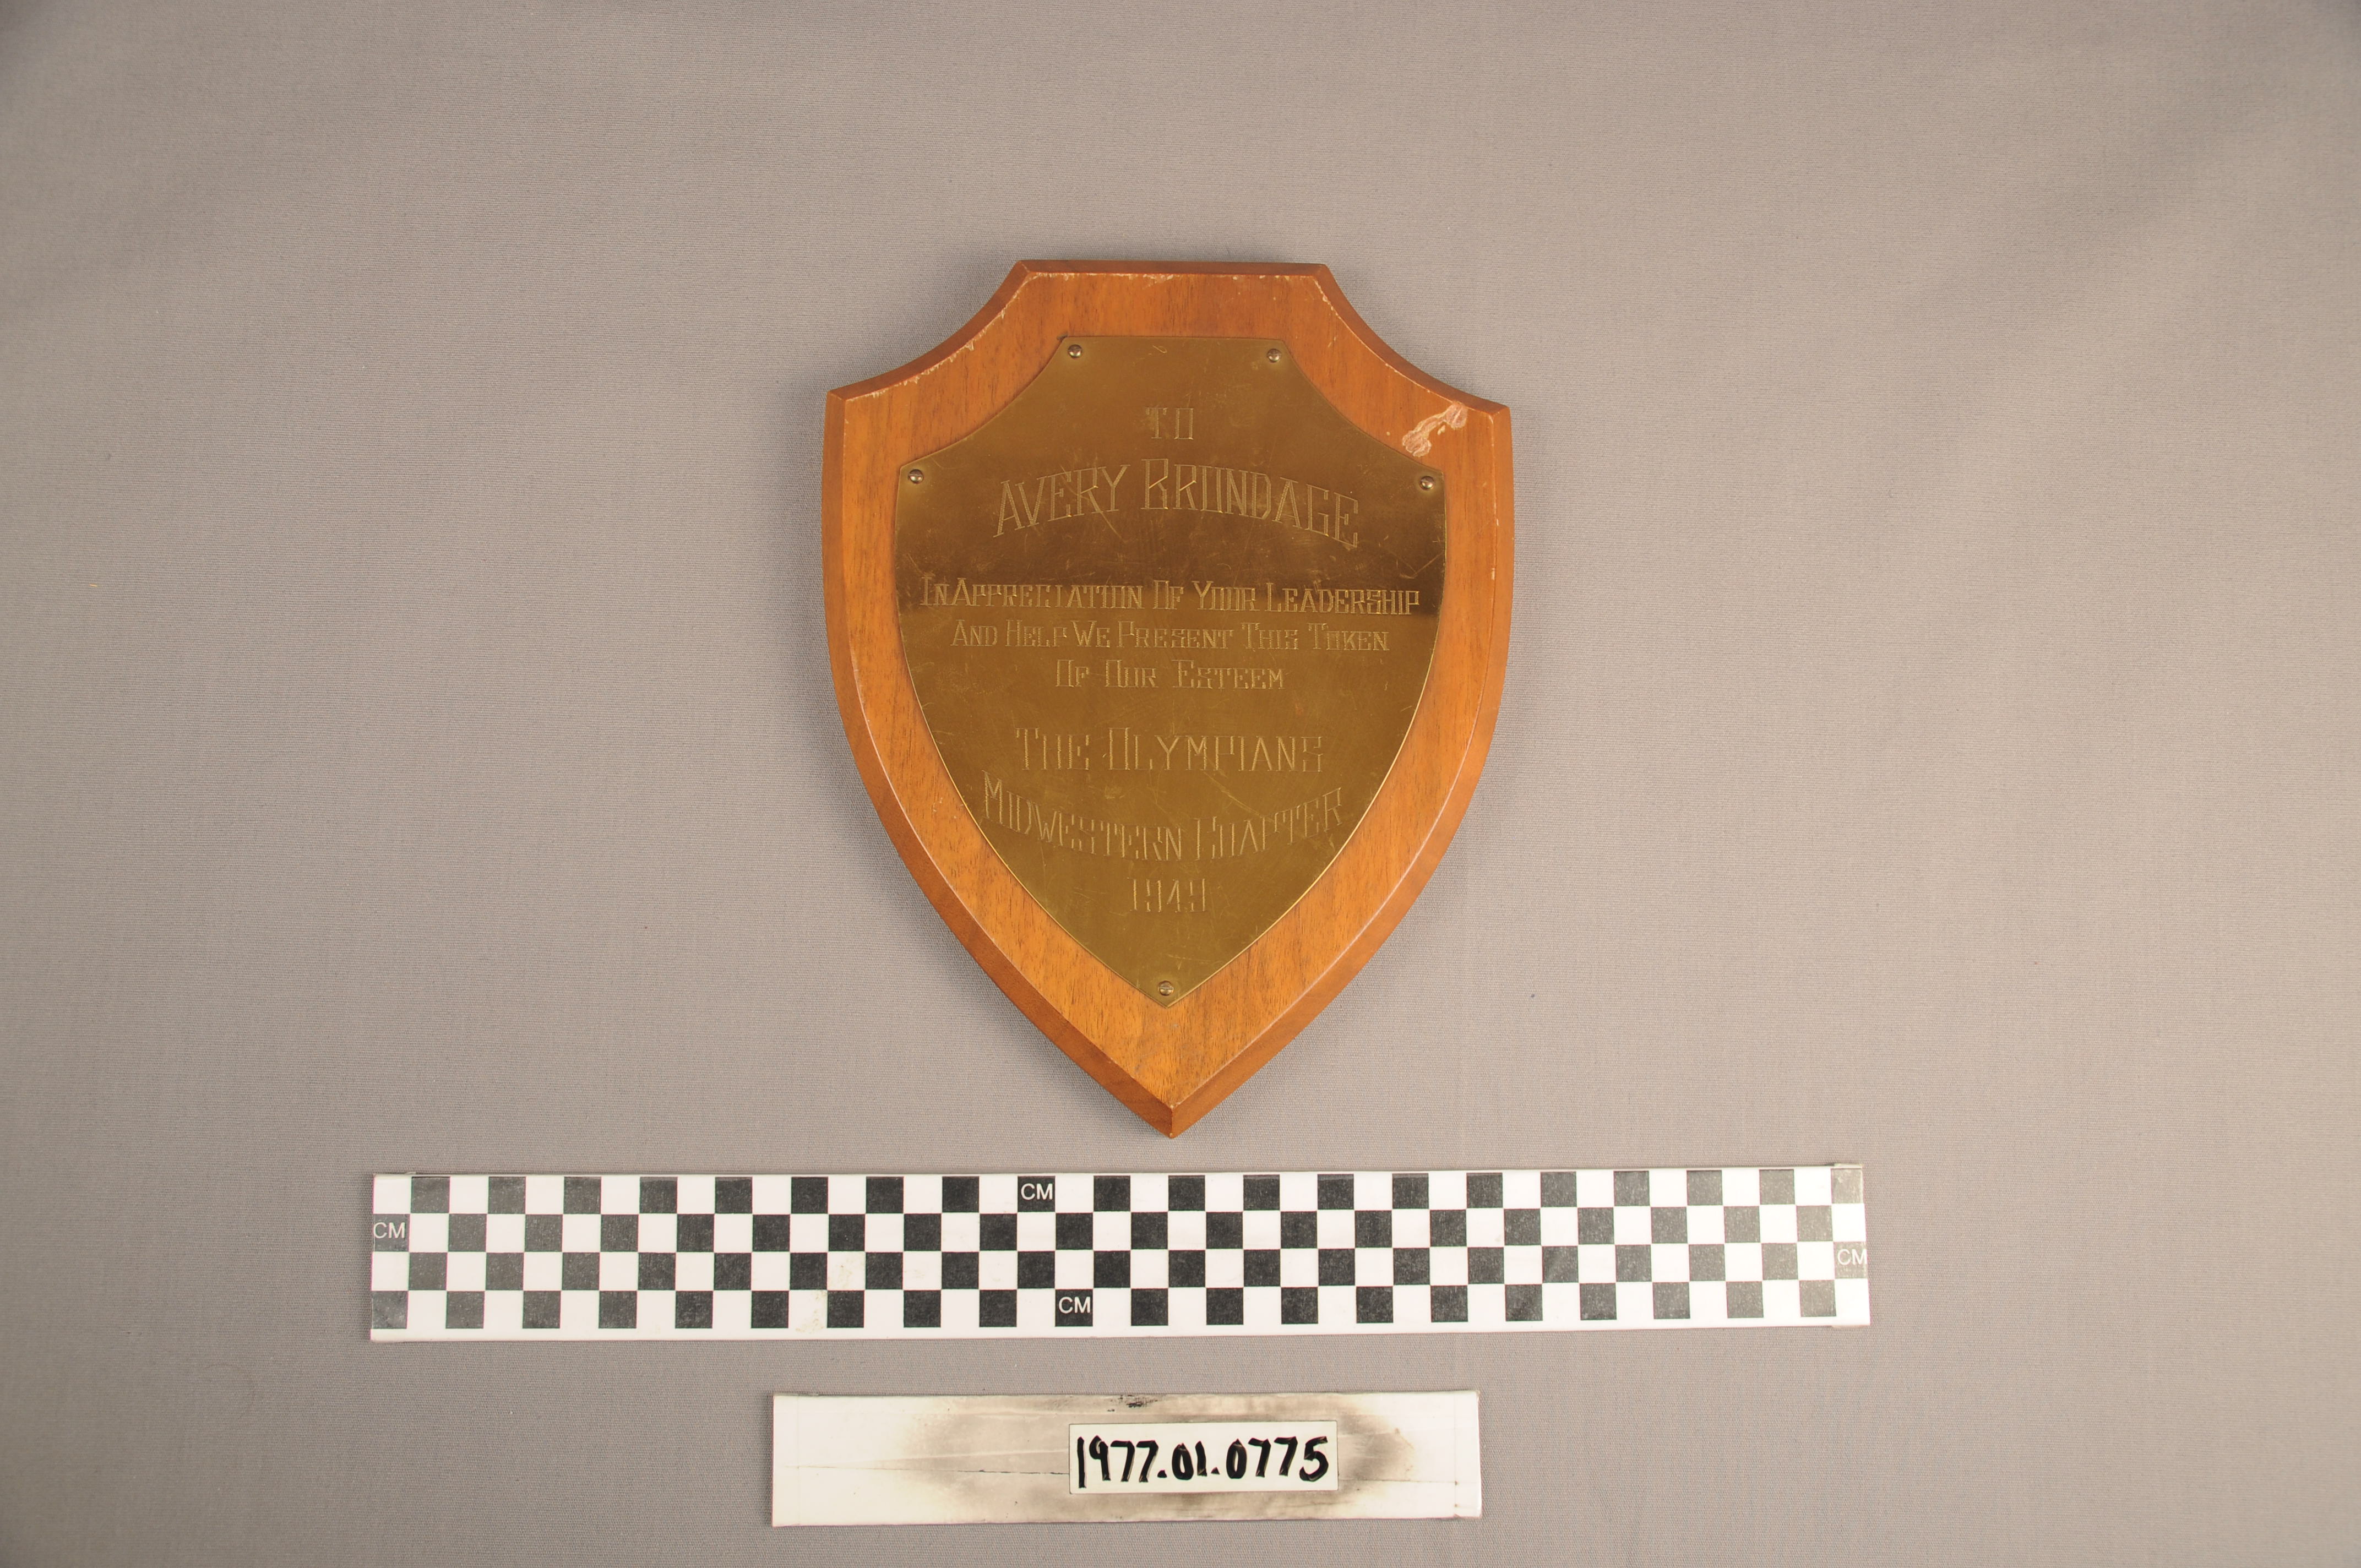 TO
AVERY BRUNDAGE
IN APPRECIATION OF YOUR LEADERSHIP
AND HELP WE PRESENT THIS TOKEN
OF OUR ESTEEM
THE OLYMPIANS
MIDWESTERN CHAPTER
1949
CM
CM
CM
CM
1977.01.0775